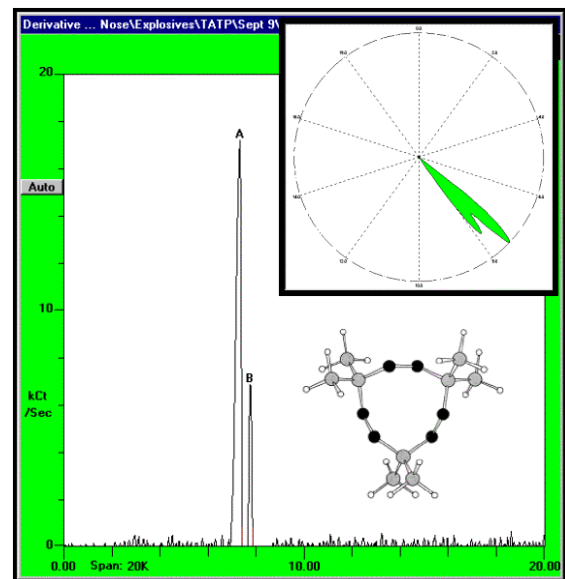 Derivative ... Nose\Explosives\TATP\Sept 9\
20
A
Auto
10
B
kCt
/Sec
0
0.00 Span: 20K 10.00 20.00